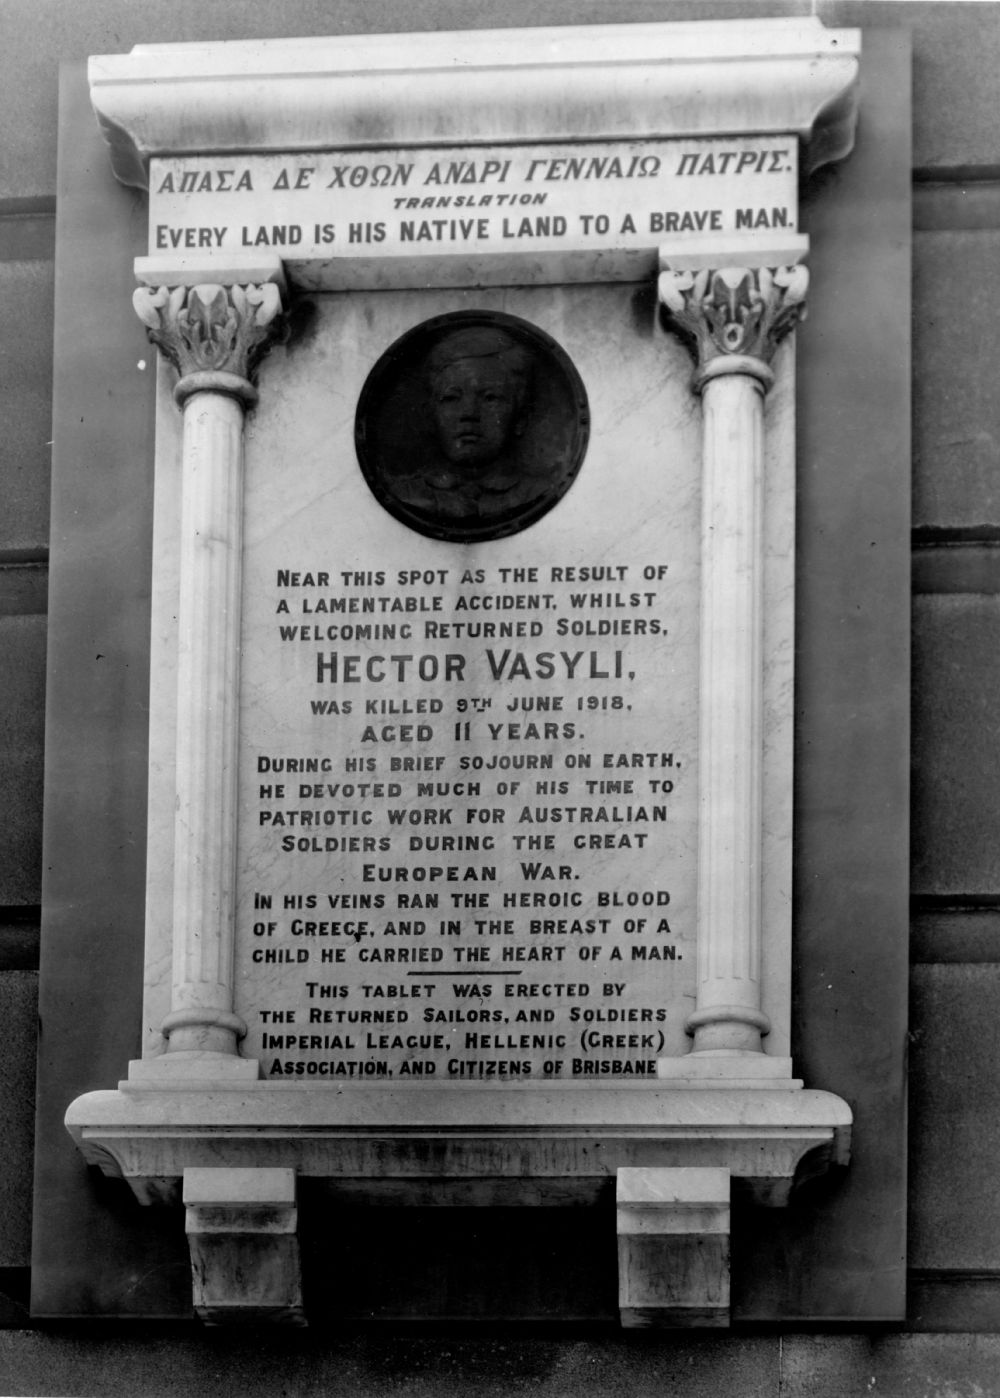 ΑΠΑΣΑ ΔΕ ΧΘΩΝ ΑΝΔΡΙ ΓΕΝΝΑΙΩ ΠΑΤΡΙΣ.
TRANSLATION
EVERY LAND IS HIS NATIVE LAND TO A BRAVE MAN.
NEAR THIS SPOT AS THE RESULT OF
A LAMENTABLE ACCIDENT, WHILST
WELCOMING RETURNED SOLDIERS,
HECTOR VASYLI,
WAS KILLED 9TH JUNE 1918,
AGED 11 YEARS.
DURING HIS BRIEF SOJOURN ON EARTH,
HE DEVOTED MUCH OF HIS TIME TO
PATRIOTIC WORK FOR AUSTRALIAN
SOLDIERS DURING THE GREAT
EUROPEAN WAR.
IN HIS VEINS RAN THE HEROIC BLOOD
OF GREECE, AND IN THE BREAST OF A
CHILD HE CARRIED THE HEART OF A MAN.
THIS TABLET WAS ERECTED BY
THE RETURNED SAILORS, AND SOLDIERS
IMPERIAL LEAGUE, HELLENIC (GREEK)
ASSOCIATION, AND CITIZENS OF BRISBANE